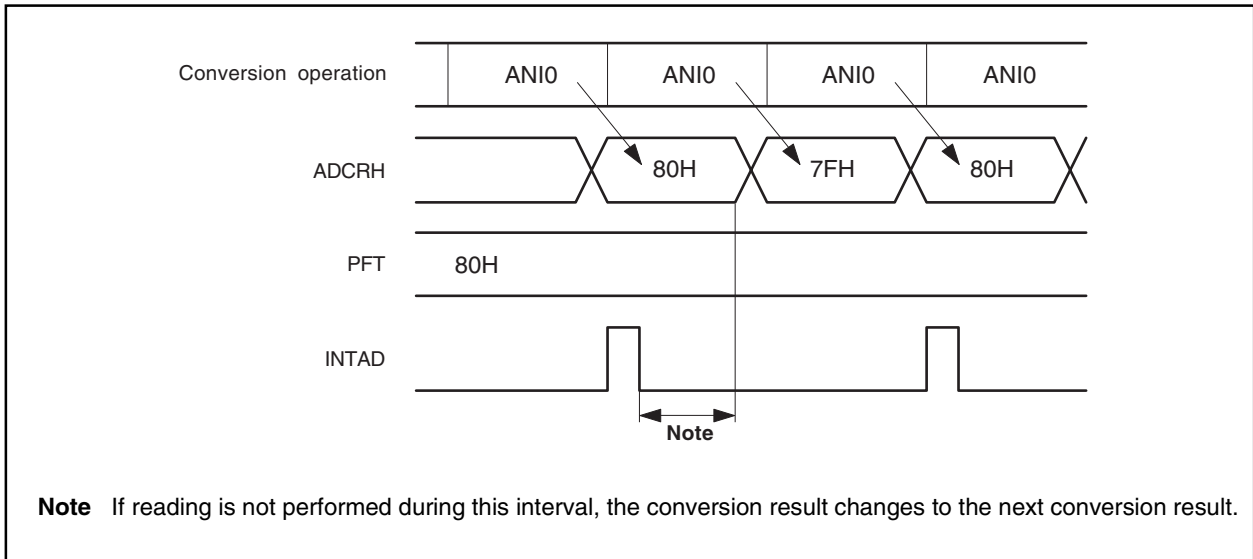 Conversion operation ANI0 ANI0 ANI0 ANI0
ADCRH 80H 7FH 80H
PFT 80H
INTAD
Note
Note If reading is not performed during this interval, the conversion result changes to the next conversion result.